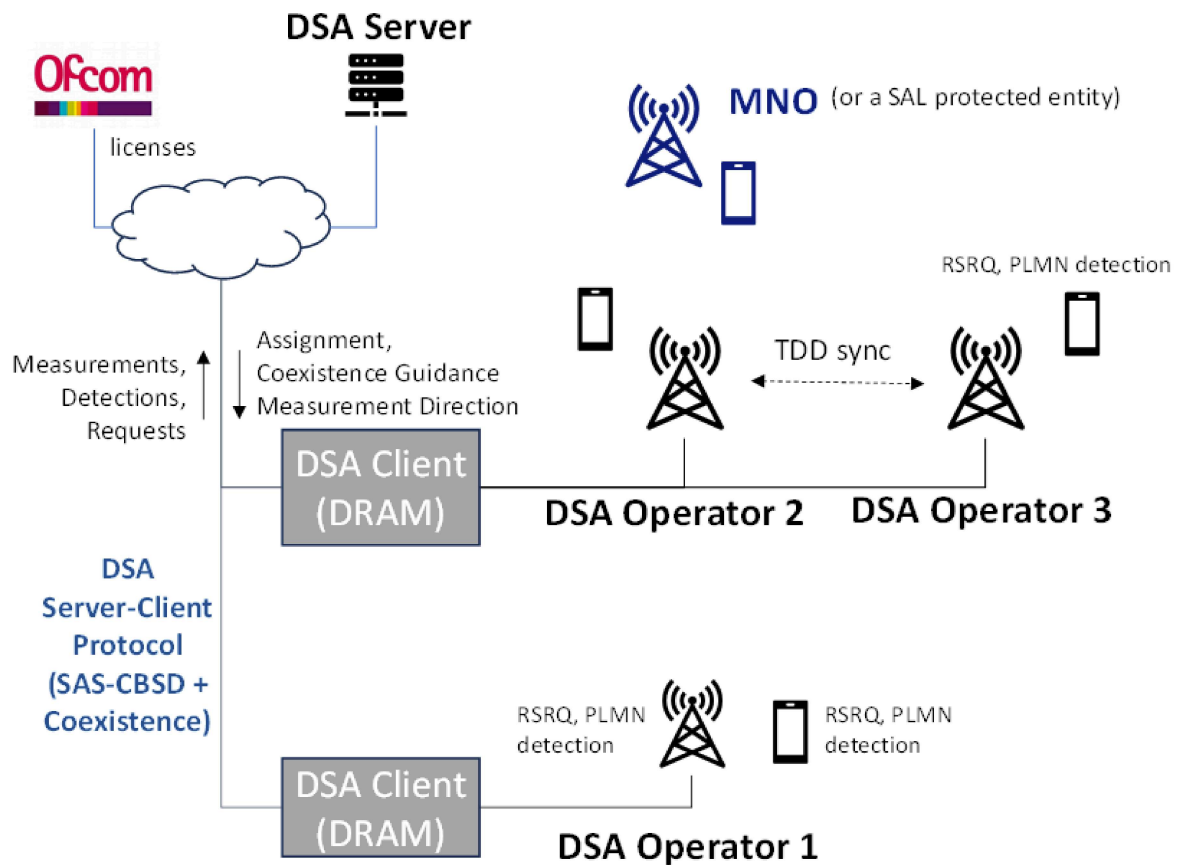 DSA Server
Ofcom
licenses
MNO (or a SAL protected entity)
RSRQ, PLMN detection
Measurements,
Detections,
Requests
Assignment,
Coexistence Guidance
Measurement Direction
TDD sync
DSA Client
(DRAM)
DSA Operator 2
DSA Operator 3
DSA
Server-Client
Protocol
(SAS-CBSD +
Coexistence)
RSRQ, PLMN
detection
RSRQ, PLMN
detection
DSA Client
(DRAM)
DSA Operator 1